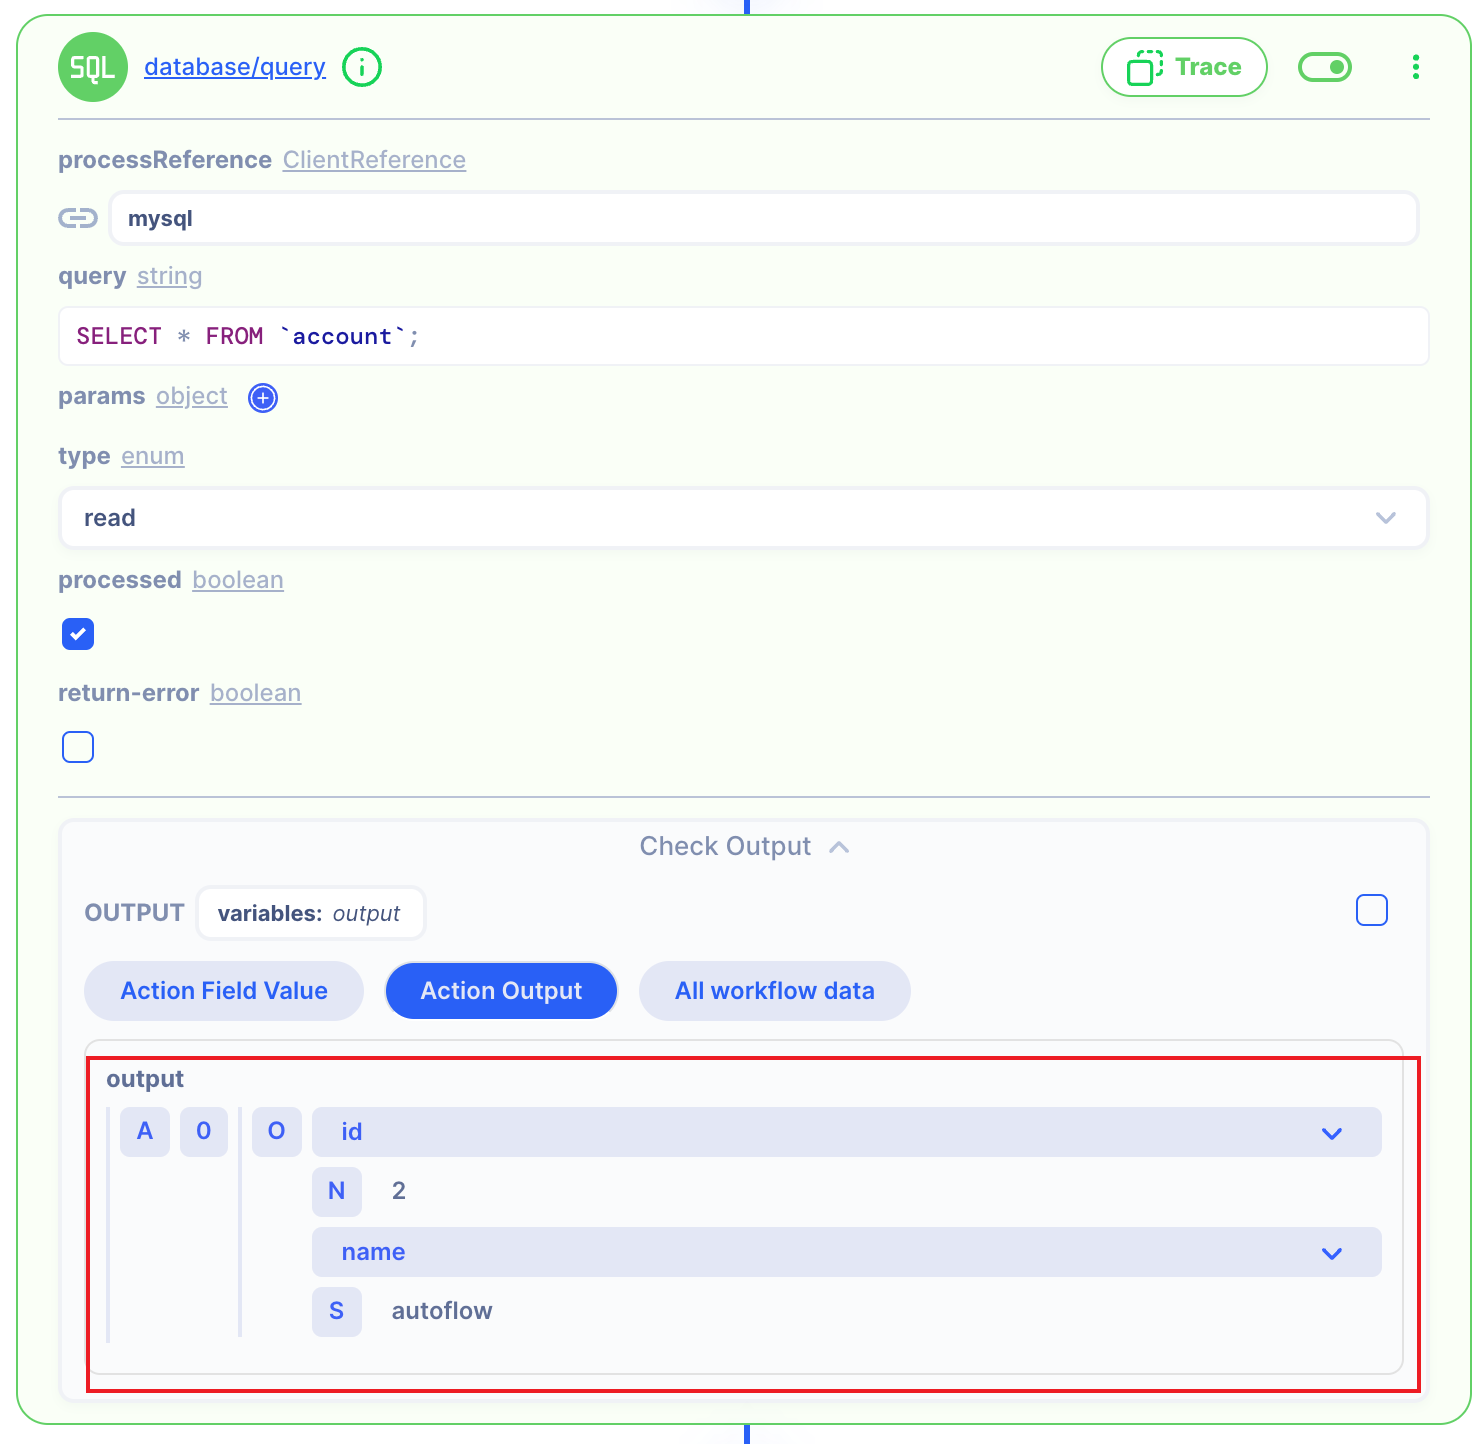 SQL database/query Trace
processReference ClientReference
mysql
query string
SELECT * FROM `account`;
params object
type enum
read
processed boolean
return-error boolean
Check Output
OUTPUT variables: output
Action Field Value Action Output All workflow data
output
A 0 O id
N 2
name
S autoflow